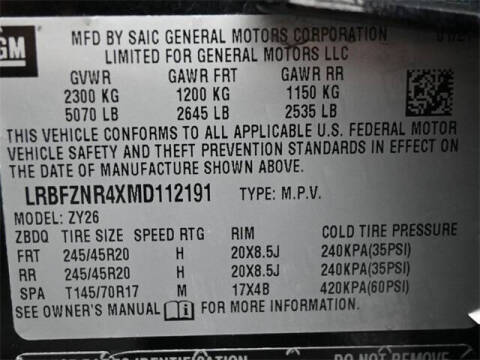 GM
MFD BY SAIC GENERAL MOTORS CORPORATION
LIMITED FOR GENERAL MOTORS LLC
GVWR GAWR FRT GAWR RR
2300 KG 1200 KG 1150 KG
5070 LB 2645 LB 2535 LB
THIS VEHICLE CONFORMS TO ALL APPLICABLE U.S. FEDERAL MOTOR
VEHICLE SAFETY AND THEFT PREVENTION STANDARDS IN EFFECT ON
THE DATE OF MANUFACTURE SHOWN ABOVE.
LRBFZNR4XMD112191 TYPE: M.P.V.
MODEL: ZY26
ZBDQ TIRE SIZE SPEED RTG RIM COLD TIRE PRESSURE
FRT 245/45R20 H 20X8.5J 240KPA(35PSI)
RR 245/45R20 H 20X8.5J 240KPA(35PSI)
SPA T145/70R17 M 17X4B 420KPA(60PSI)
SEE OWNER'S MANUAL FOR MORE INFORMATION.